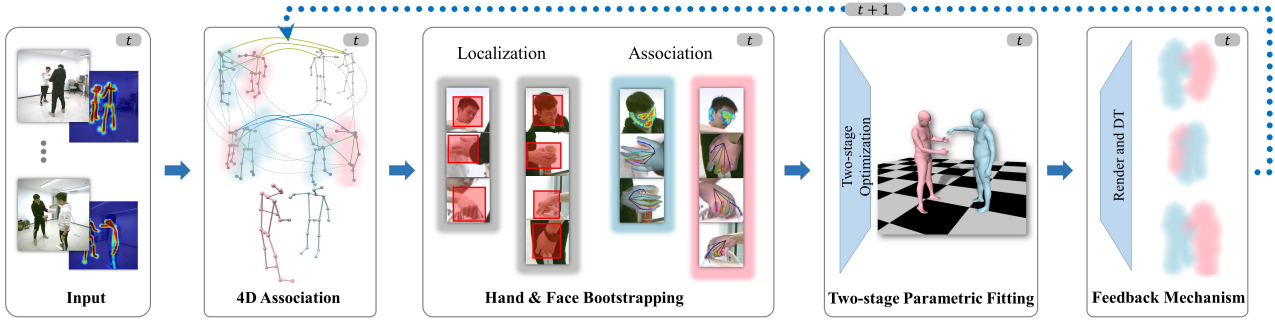 t + 1
t
t
t
t
t
Localization
Association
Two-stage
Optimization
Render and DT
Input
4D Association
Hand & Face Bootstrapping
Two-stage Parametric Fitting
Feedback Mechanism